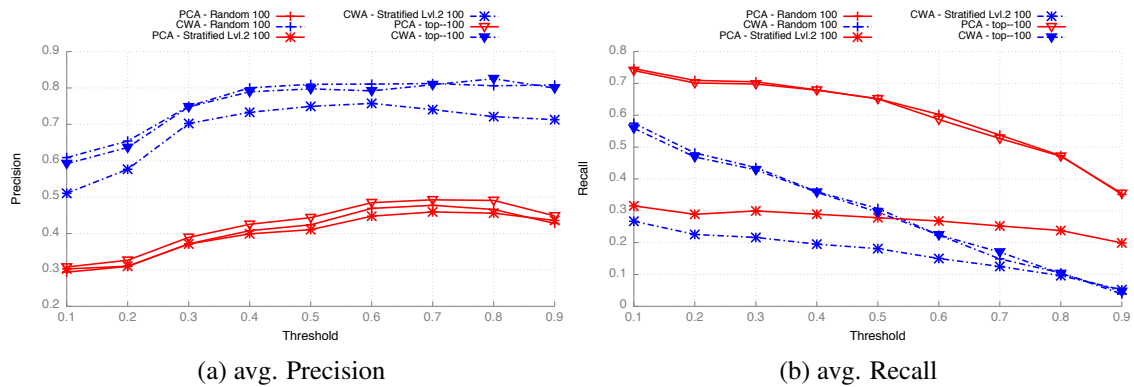 PCA - Random 100
CWA - Random 100
PCA - Stratified Lvl.2 100
CWA - Stratified Lvl.2 100
PCA - top--100
CWA - top--100
Precision
0.9
0.8
0.7
0.6
0.5
0.4
0.3
0.2
0.1 0.2 0.3 0.4 0.5 0.6 0.7 0.8 0.9
Threshold
(a) avg. Precision
PCA - Random 100
CWA - Random 100
PCA - Stratified Lvl.2 100
CWA - Stratified Lvl.2 100
PCA - top--100
CWA - top--100
Recall
0.8
0.7
0.6
0.5
0.4
0.3
0.2
0.1
0
0.1 0.2 0.3 0.4 0.5 0.6 0.7 0.8 0.9
Threshold
(b) avg. Recall